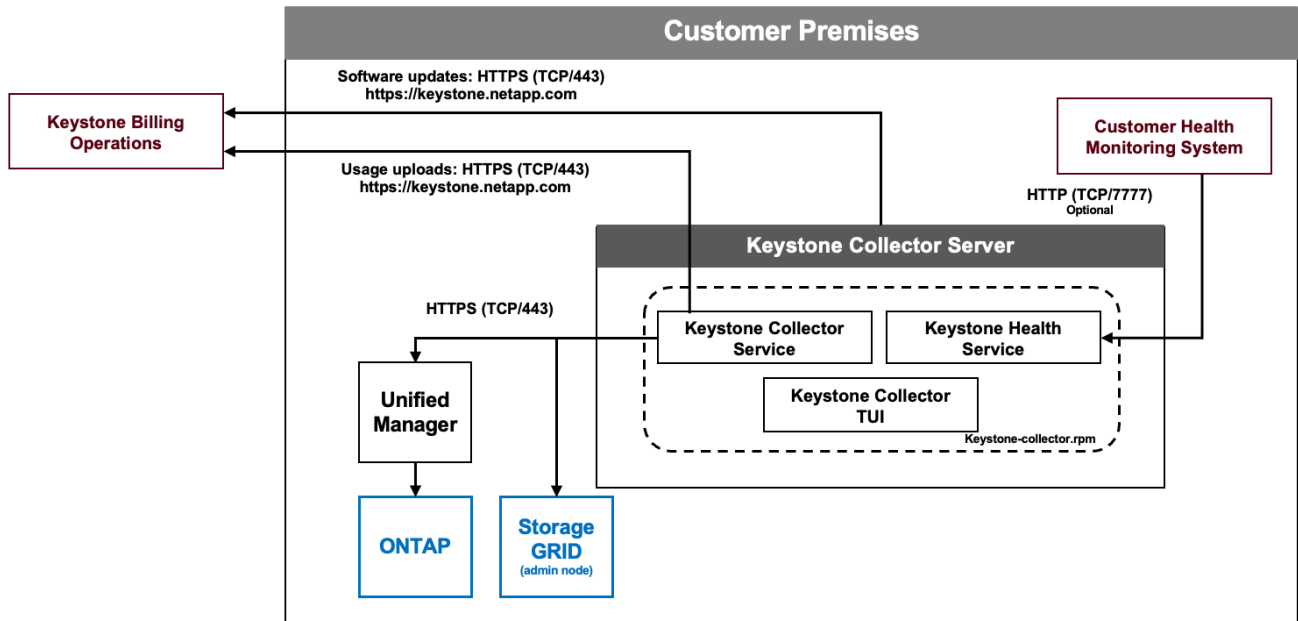 Customer Premises
Software updates: HTTPS (TCP/443)
https://keystone.netapp.com
Keystone Billing
Operations
Customer Health
Monitoring System
Usage uploads: HTTPS (TCP/443)
https://keystone.netapp.com
HTTP (TCP/7777)
Optional
Keystone Collector Server
HTTPS (TCP/443)
Keystone Collector
Service
Keystone Health
Service
Keystone Collector
TUI
Keystone-collector.rpm
Unified
Manager
ONTAP
Storage
GRID
(admin node)